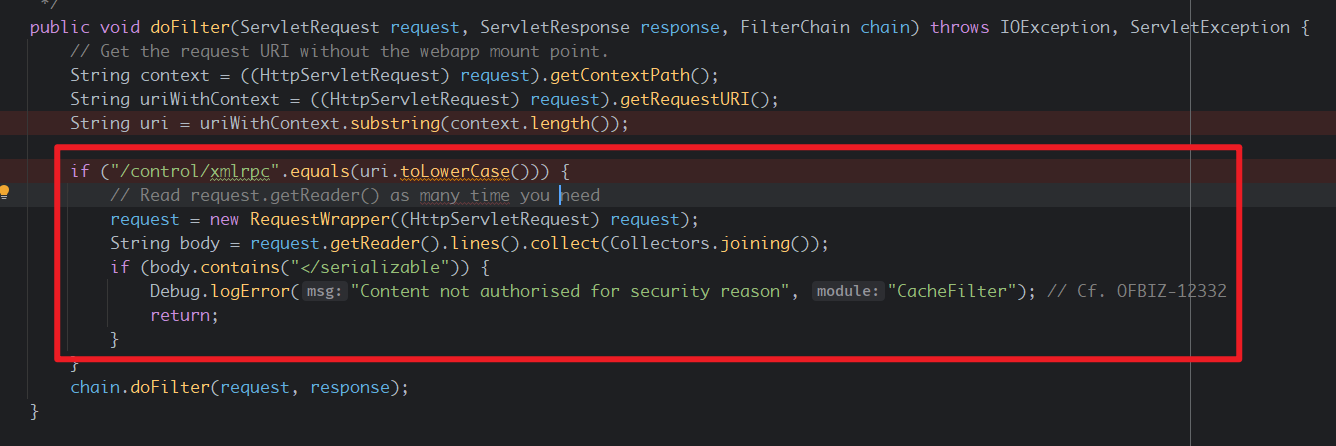 */
public void doFilter(ServletRequest request, ServletResponse response, FilterChain chain) throws IOException, ServletException {
// Get the request URI without the webapp mount point.
String context = ((HttpServletRequest) request).getContextPath();
String uriWithContext = ((HttpServletRequest) request).getRequestURI();
String uri = uriWithContext.substring(context.length());
if ("/control/xmlrpc".equals(uri.toLowerCase())) {
// Read request.getReader() as many time you need
request = new RequestWrapper((HttpServletRequest) request);
String body = request.getReader().lines().collect(Collectors.joining());
if (body.contains("</serializable")) {
Debug.logError( msg: "Content not authorised for security reason", module: "CacheFilter"); // Cf. OFBIZ-12332
return;
}
}
chain.doFilter(request, response);
}